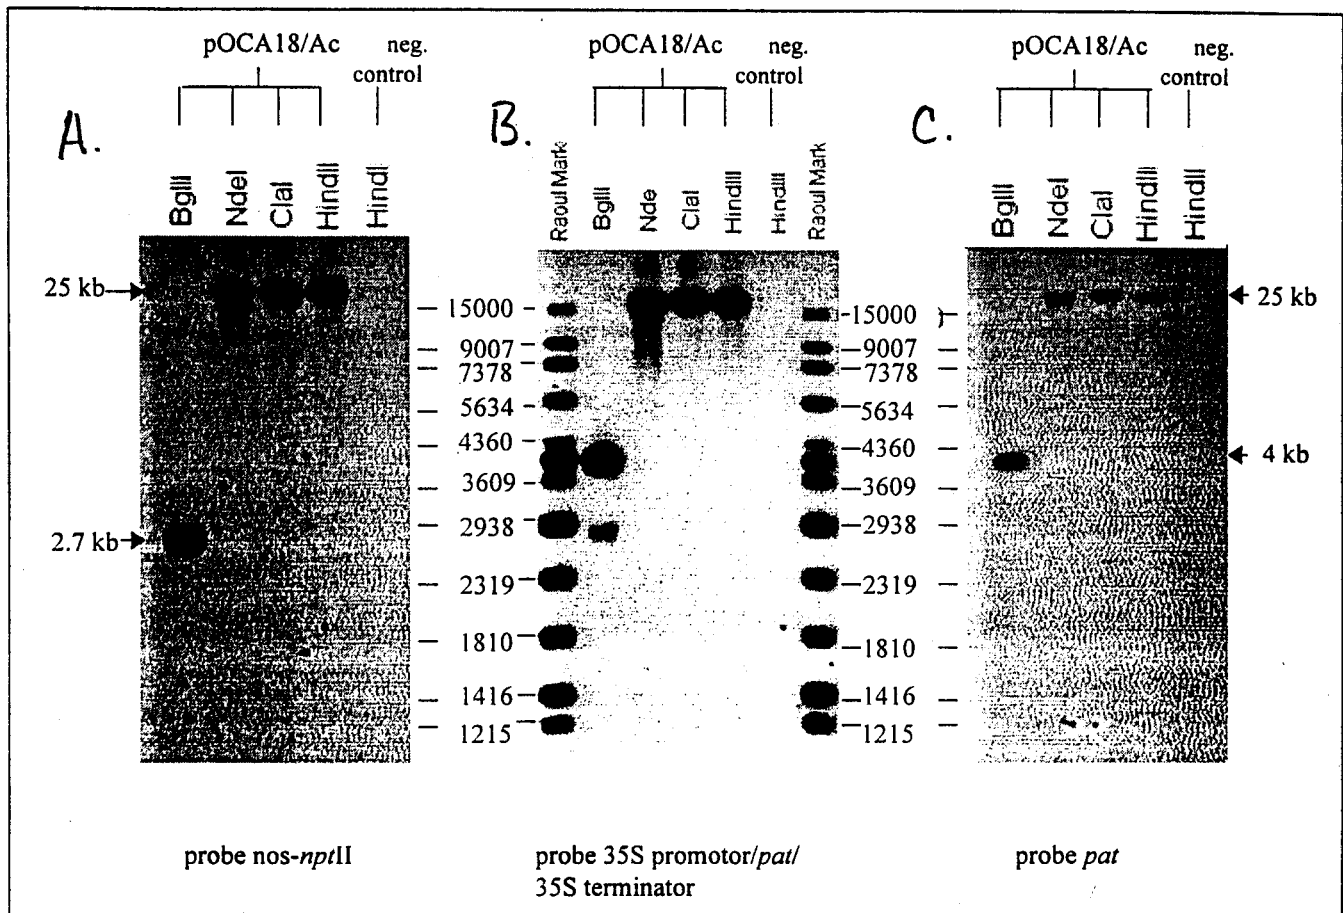 pOCA18/Ac
neg.
control
A.
BglII
NdeI
ClaI
HindII
HindI
25 kb
2.7 kb
probe nos-nptII
pOCA18/Ac
neg.
control
B.
Raoul Mark
BglII
Nde
ClaI
HindIII
HindIII
Raoul Mark
15000
9007
7378
5634
4360
3609
2938
2319
1810
1416
1215
15000
9007
7378
5634
4360
3609
2938
2319
1810
1416
1215
probe 35S promotor/pat/
35S terminator
pOCA18/Ac
neg.
control
C.
BglII
NdeI
ClaI
HindIII
HindII
25 kb
4 kb
probe pat